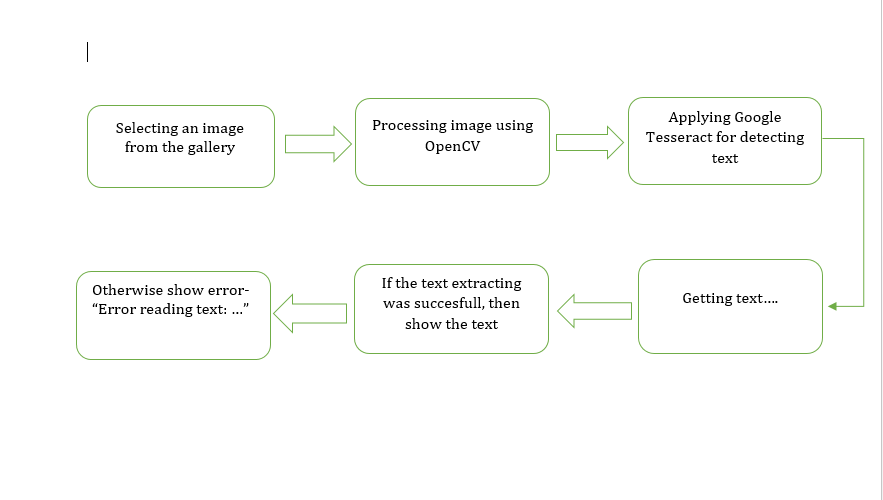 Selecting an image
from the gallery
Processing image using
OpenCV
Applying Google
Tesseract for detecting
text
Getting text....
If the text extracting
was succesfull, then
show the text
Otherwise show error-
“Error reading text: ...”